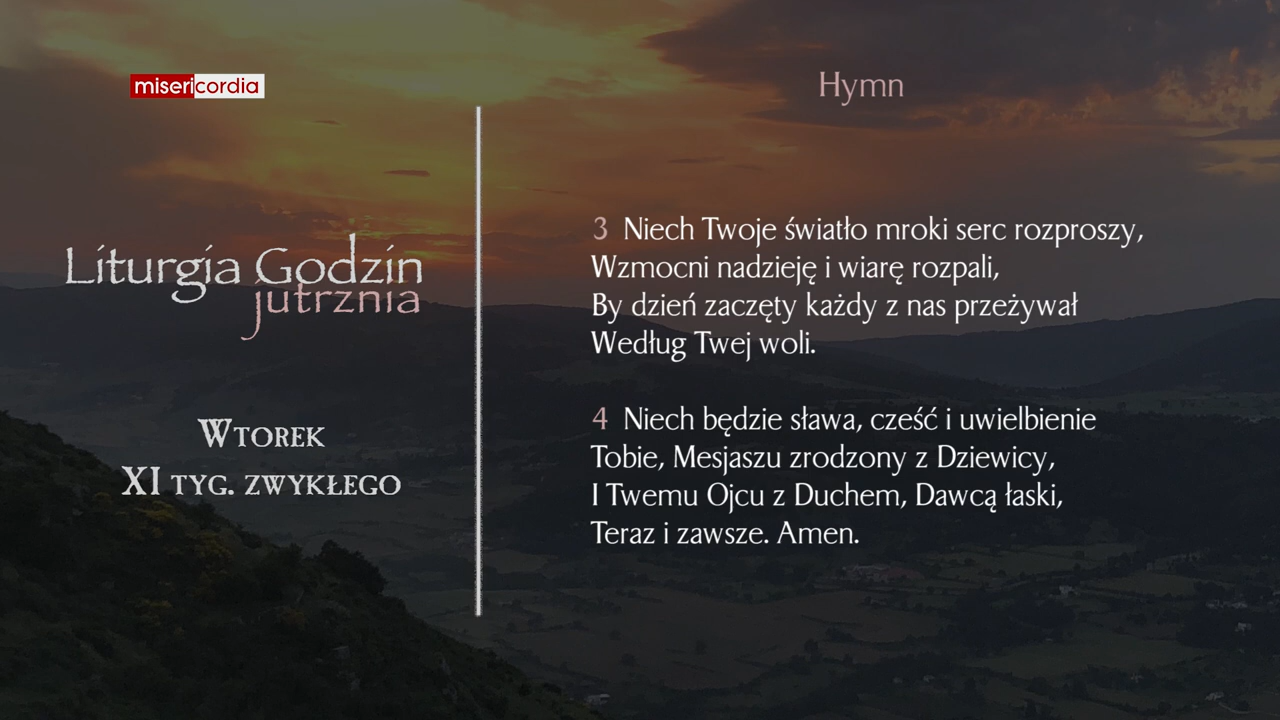 misericordia
Liturgia Godzin
jutrznia
Wtorek
XI tyg. zwykłego
Hymn
3 Niech Twoje światło mroki serc rozproszy,
Wzmocni nadzieję i wiarę rozpali,
By dzień zaczęty każdy z nas przeżywał
Według Twej woli.
4 Niech będzie sława, cześć i uwielbienie
Tobie, Mesjaszu zrodzony z Dziewicy,
I Twemu Ojcu z Duchem, Dawcą łaski,
Teraz i zawsze. Amen.